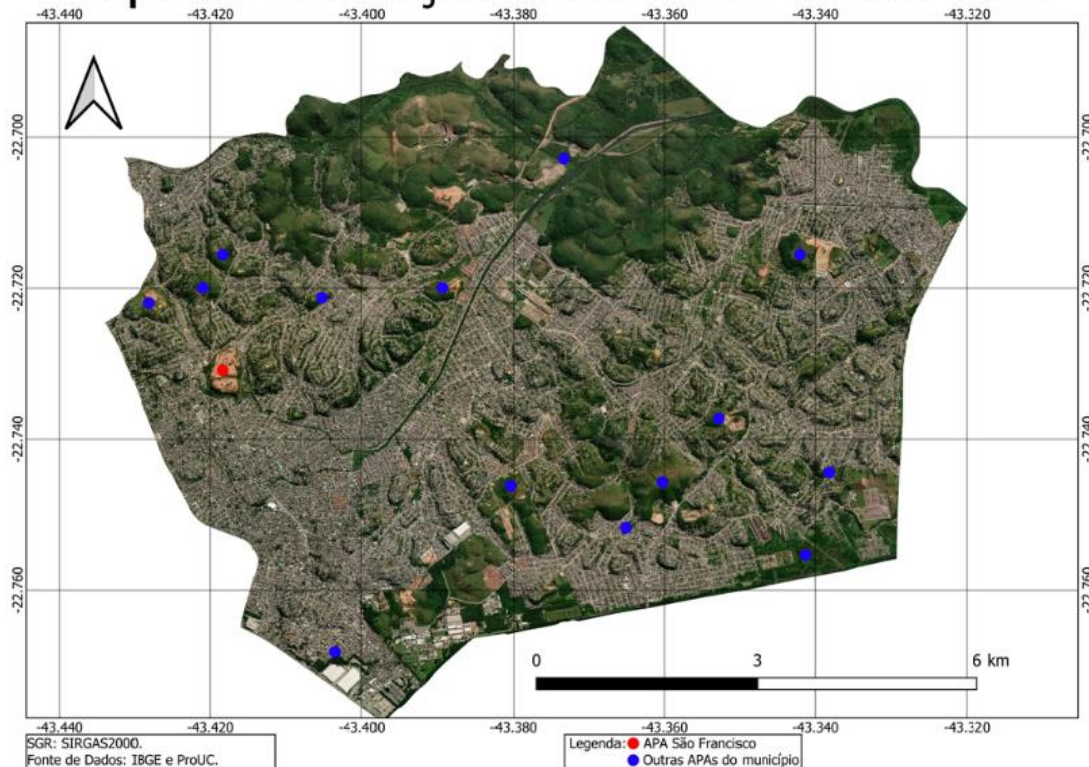 -43.440 -43.420 -43.400 -43.380 -43.360 -43.340 -43.320
-22.700 -22.700
-22.720 -22.720
-22.740 -22.740
-22.760 -22.760
0 3 6 km
-43.440 -43.420 -43.400 -43.380 -43.360 -43.340 -43.320
SGR: SIRGAS2000.
Fonte de Dados: IBGE e ProUC.
Legenda: APA São Francisco
Outras APAs do município